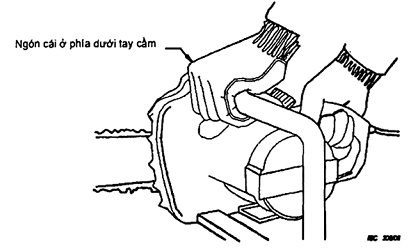 Ngón cái ở phía dưới tay cầm